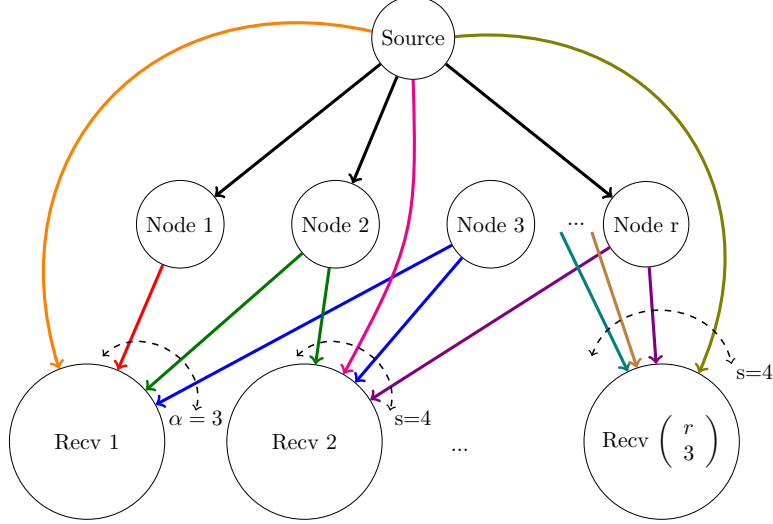 Source
Node 1
Node 2
Node 3
...
Node r
α = 3
s=4
s=4
Recv 1
Recv 2
...
Recv ( r
3 )